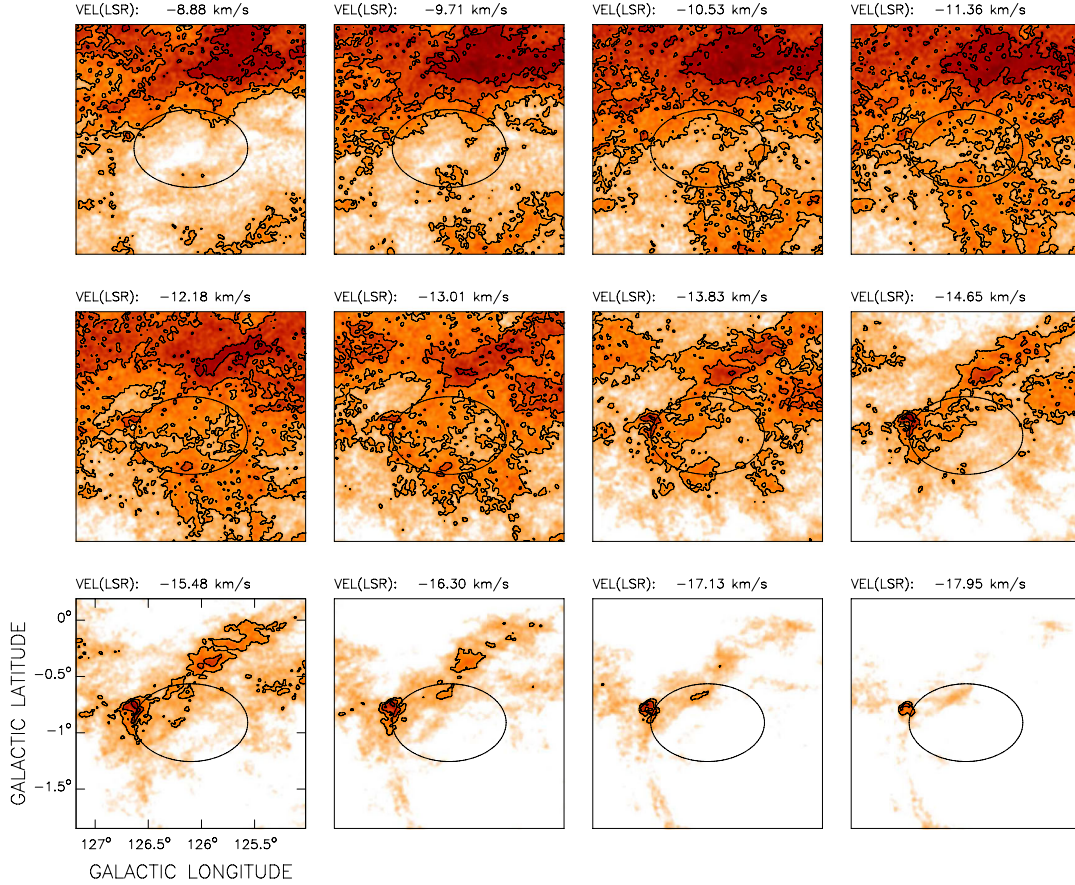 VEL(LSR): −8.88 km/s
VEL(LSR): −9.71 km/s
VEL(LSR): −10.53 km/s
VEL(LSR): −11.36 km/s
VEL(LSR): −12.18 km/s
VEL(LSR): −13.01 km/s
VEL(LSR): −13.83 km/s
VEL(LSR): −14.65 km/s
VEL(LSR): −15.48 km/s
VEL(LSR): −16.30 km/s
VEL(LSR): −17.13 km/s
VEL(LSR): −17.95 km/s
GALACTIC LATITUDE
0°
−0.5°
−1°
−1.5°
127° 126.5° 126° 125.5°
GALACTIC LONGITUDE